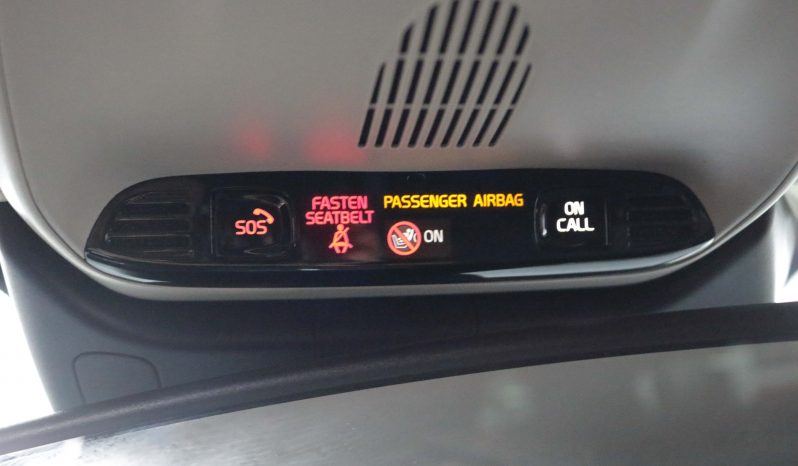 SOS
FASTEN
SEATBELT
PASSENGER AIRBAG
ON
ON
CALL